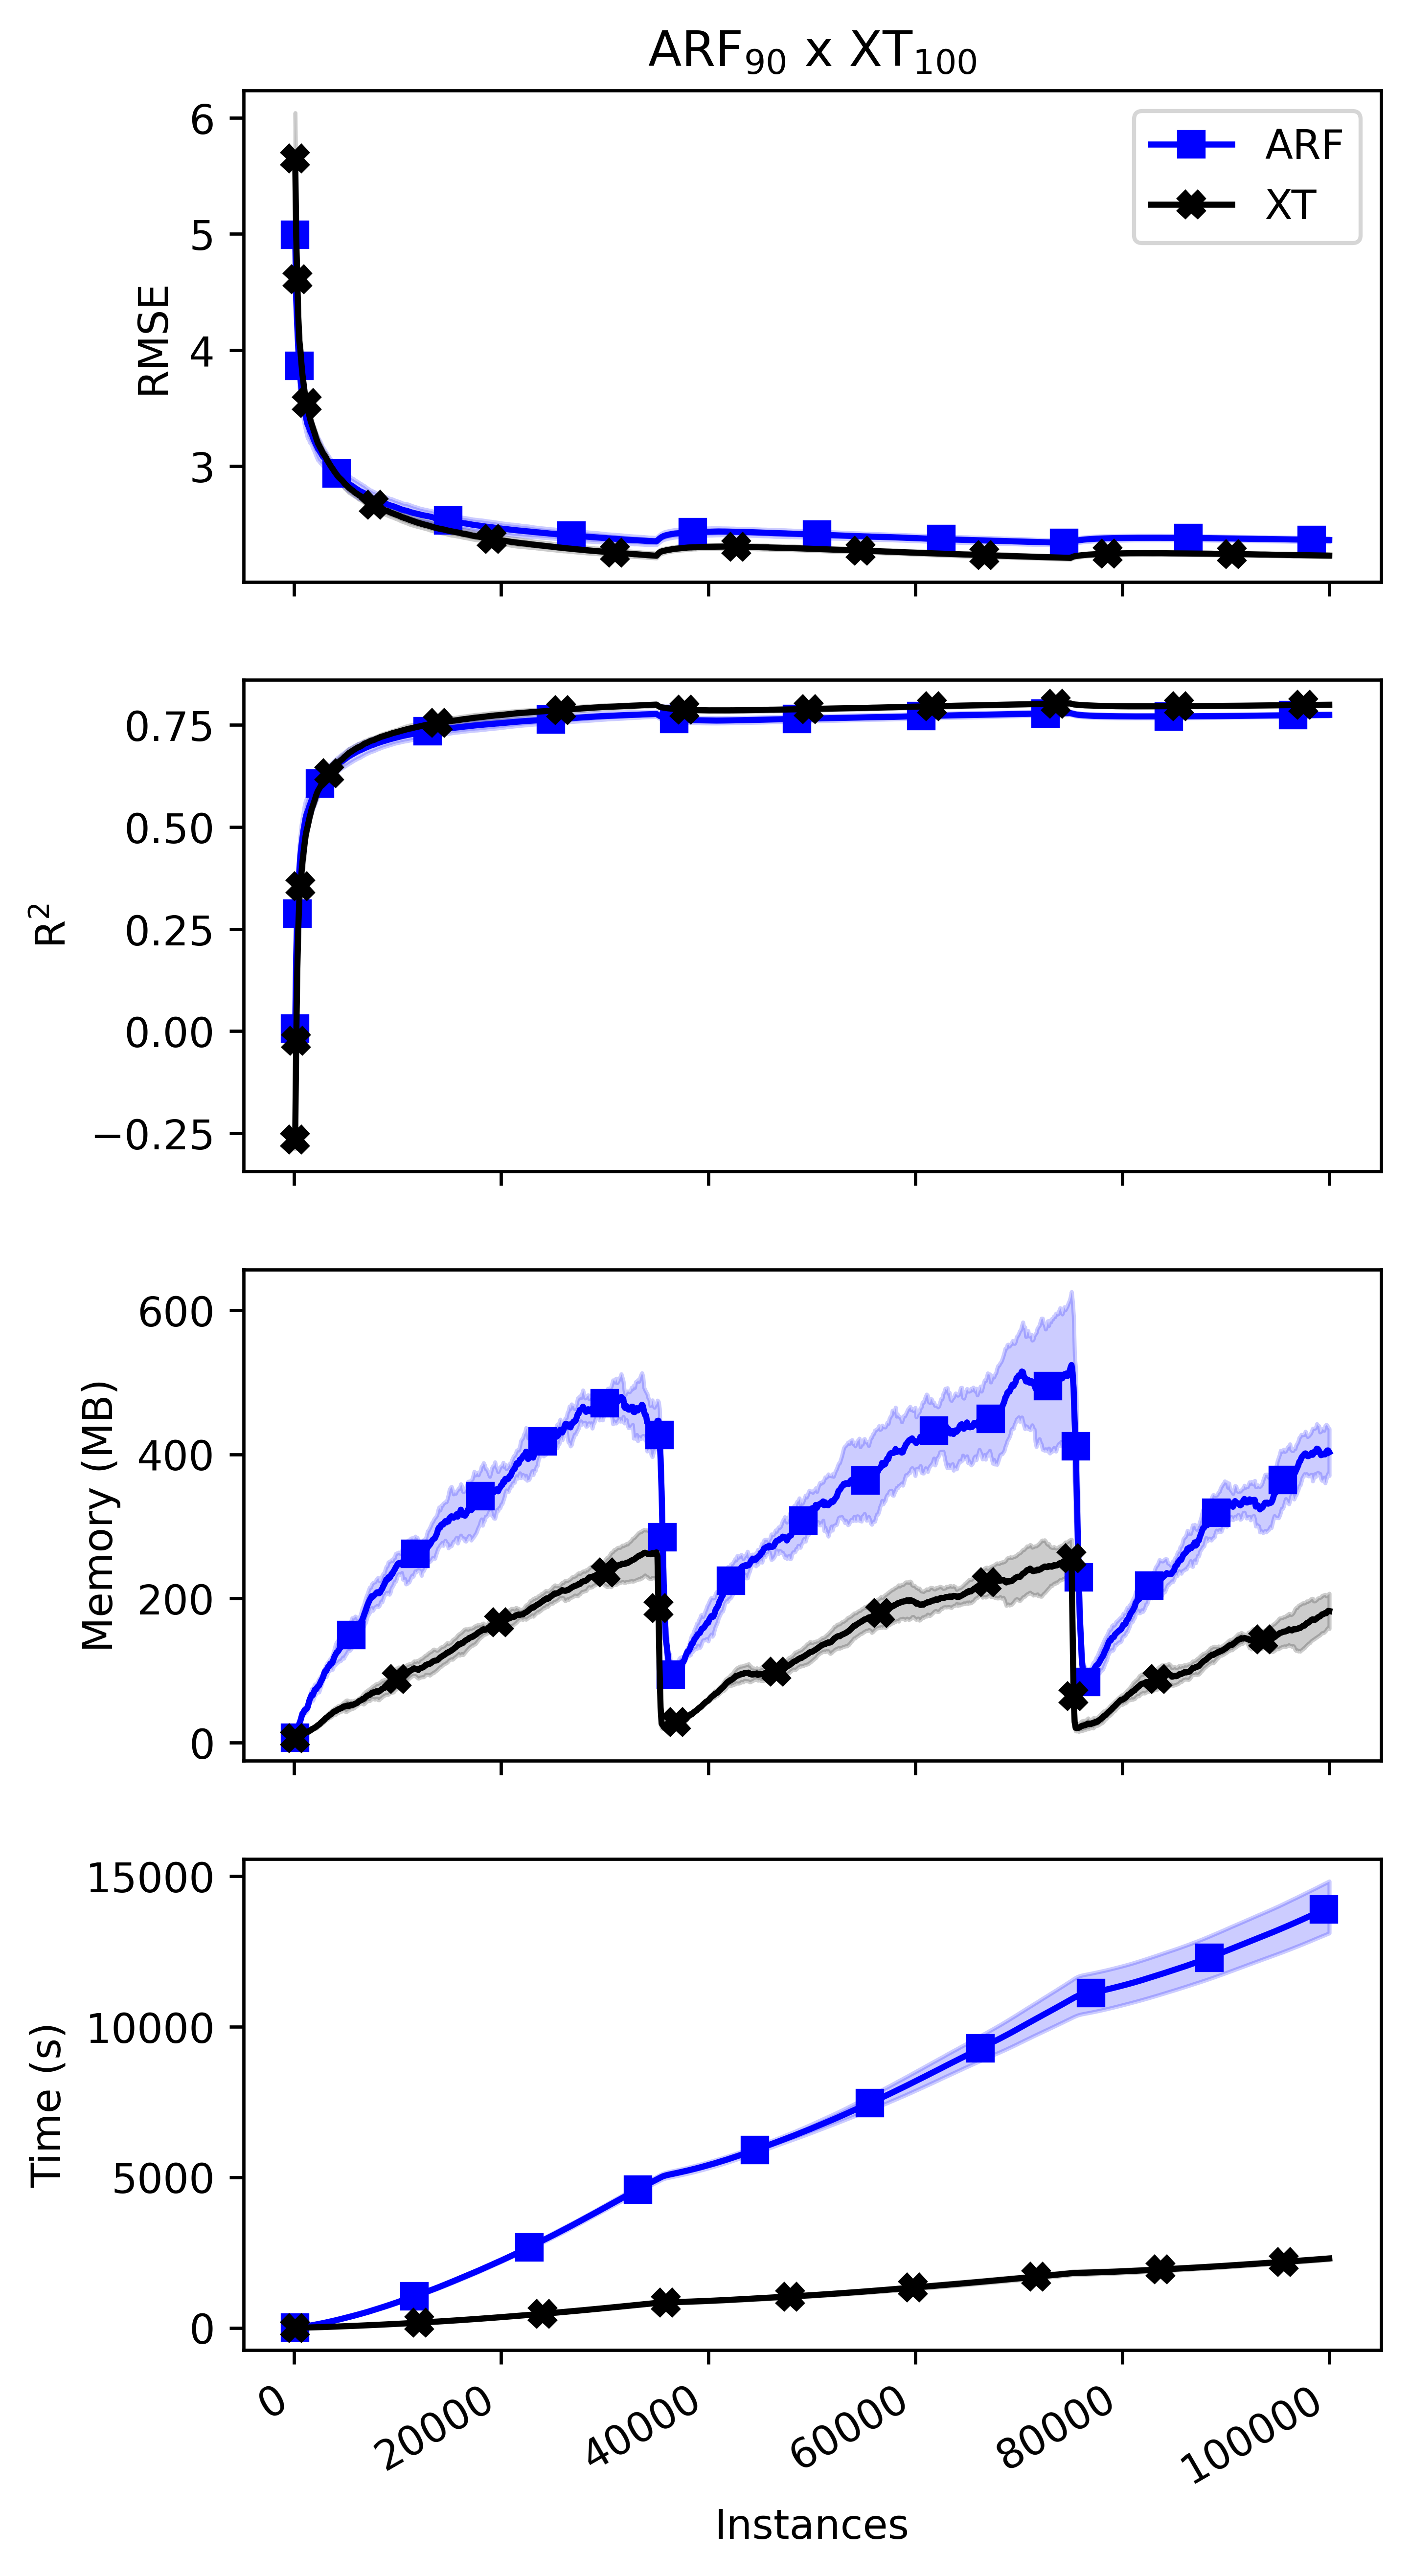 ARF₉₀ x XT₁₀₀
6
5
4
3
RMSE
ARF
XT
0.75
0.50
0.25
0.00
−0.25
R²
600
400
200
0
Memory (MB)
15000
10000
5000
0
Time (s)
0
20000
40000
60000
80000
100000
Instances